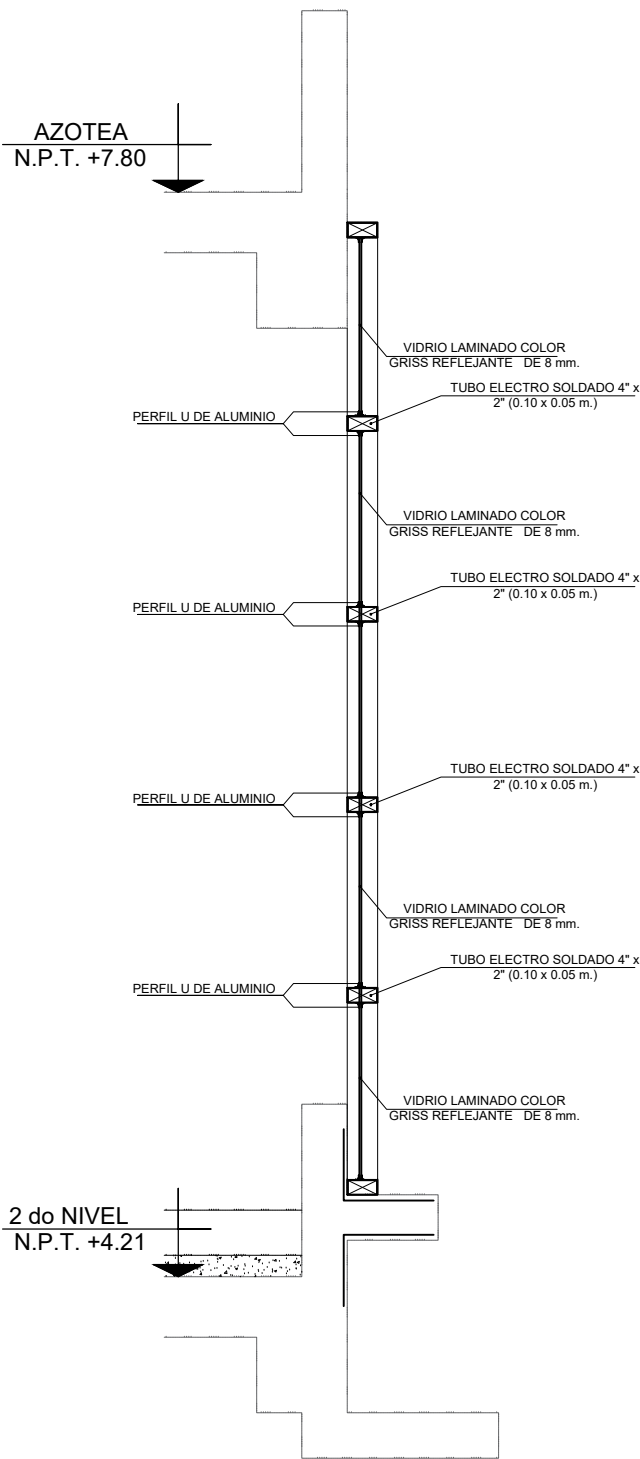 AZOTEA
N.P.T. +7.80
VIDRIO LAMINADO COLOR
GRISS REFLEJANTE DE 8 mm.
TUBO ELECTRO SOLDADO 4" x
2" (0.10 x 0.05 m.)
PERFIL U DE ALUMINIO
VIDRIO LAMINADO COLOR
GRISS REFLEJANTE DE 8 mm.
TUBO ELECTRO SOLDADO 4" x
2" (0.10 x 0.05 m.)
PERFIL U DE ALUMINIO
TUBO ELECTRO SOLDADO 4" x
2" (0.10 x 0.05 m.)
PERFIL U DE ALUMINIO
VIDRIO LAMINADO COLOR
GRISS REFLEJANTE DE 8 mm.
TUBO ELECTRO SOLDADO 4" x
2" (0.10 x 0.05 m.)
PERFIL U DE ALUMINIO
VIDRIO LAMINADO COLOR
GRISS REFLEJANTE DE 8 mm.
2 do NIVEL
N.P.T. +4.21